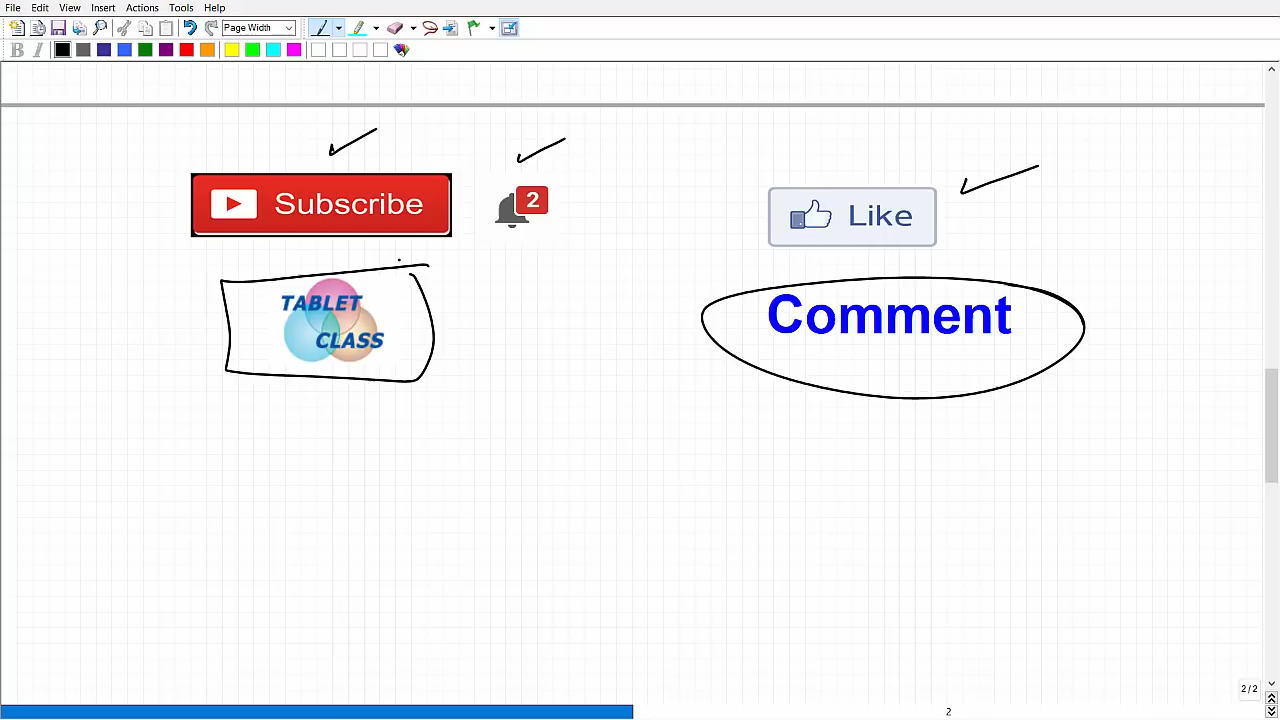 File Edit View Insert Actions Tools Help
Page Width
B I
Subscribe
2
Like
TABLET
CLASS
Comment
2/2
2